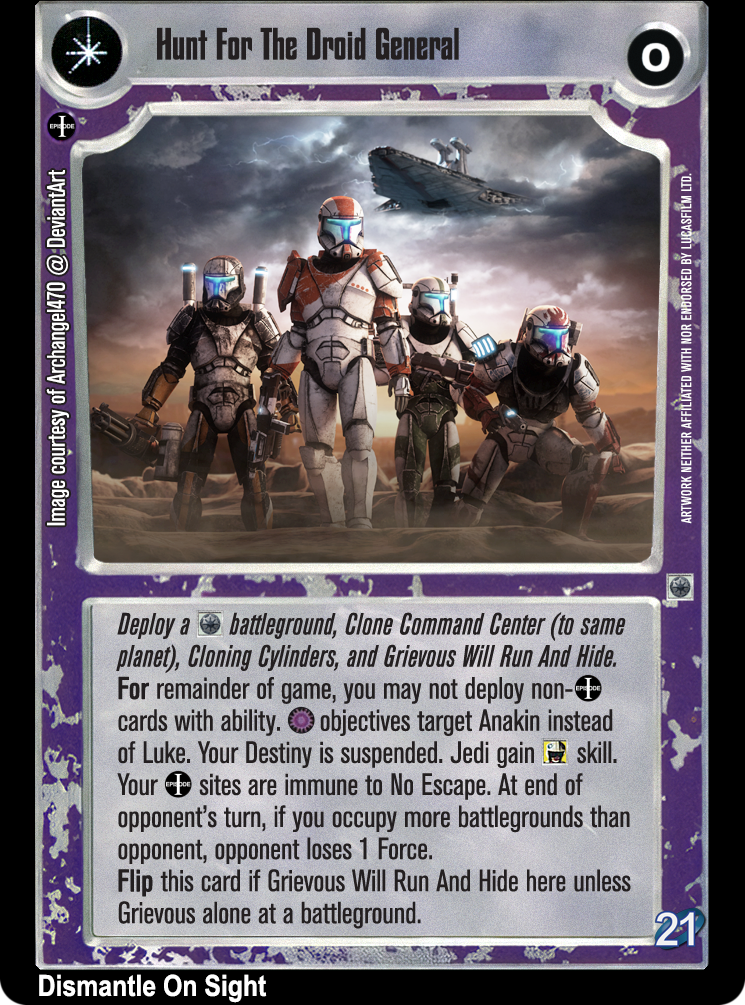 Hunt For The Droid General
0
EPISODE I
Image courtesy of Archangel470 @ DeviantArt
ARTWORK NEITHER AFFILIATED WITH NOR ENDORSED BY LUCASFILM LTD.
Deploy a battleground, Clone Command Center (to same
planet), Cloning Cylinders, and Grievous Will Run And Hide.
For remainder of game, you may not deploy non-EPISODE I
cards with ability. objectives target Anakin instead
of Luke. Your Destiny is suspended. Jedi gain skill.
Your EPISODE I sites are immune to No Escape. At end of
opponent's turn, if you occupy more battlegrounds than
opponent, opponent loses 1 Force.
Flip this card if Grievous Will Run And Hide here unless
Grievous alone at a battleground.
21
Dismantle On Sight